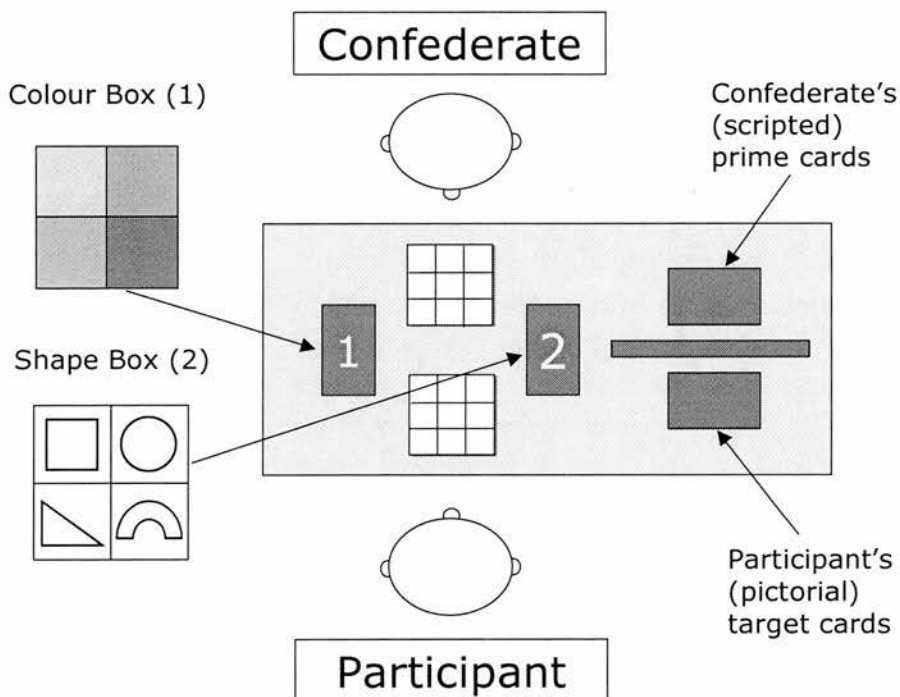 Confederate
Colour Box (1)
Confederate's
(scripted)
prime cards
1
2
Shape Box (2)
Participant's
(pictorial)
target cards
Participant